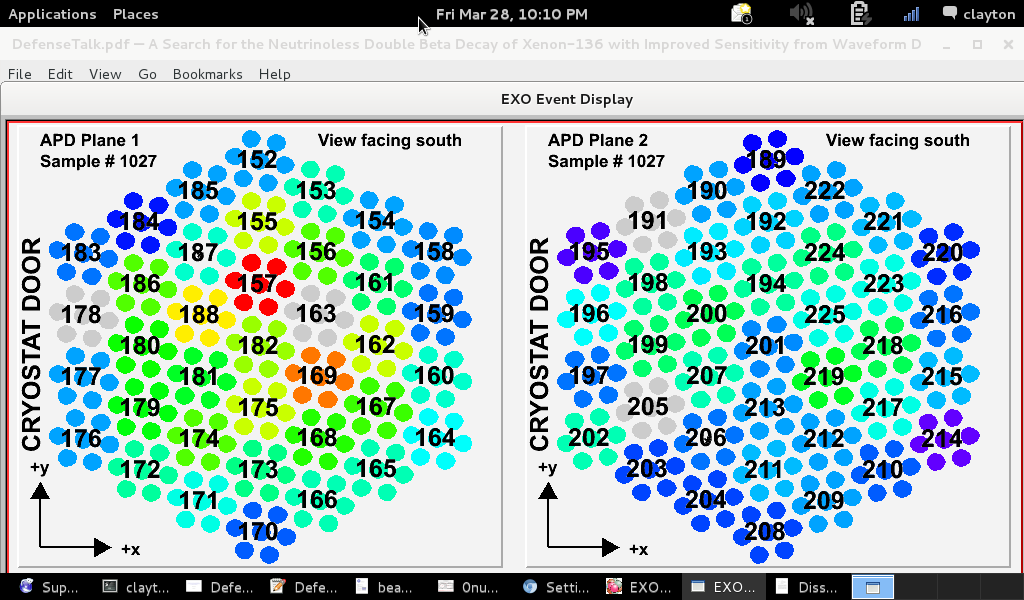 Applications Places Fri Mar 28, 10:10 PM 1 clayton
DefenseTalk.pdf — A Search for the Neutrinoless Double Beta Decay of Xenon-136 with Improved Sensitivity from Waveform D
File Edit View Go Bookmarks Help
EXO Event Display
APD Plane 1 View facing south
Sample # 1027
152
185 153
155
184 154
187 156
183 158
186 157 161
178 188 163 159
180 182 162
177 181 169 160
179 175 167
176 174 168 164
172 173 165
171 166
170
CRYOSTAT DOOR
+y
+x
APD Plane 2 View facing south
Sample # 1027
189
190 222
191 192 221
195 193 224 220
198 194 223
196 200 225 216
199 201 218
197 207 219 215
205 213 217
202 206 212 214
203 211 210
204 209
208
CRYOSTAT DOOR
+y
+x
Sup... clayt... Defe... Defe... bea... 0nu... Setti... EXO... EXO... Diss...